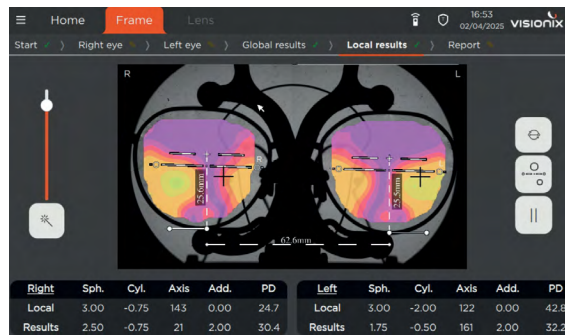 Home Frame Lens 16:53 02/04/2025 VISIONIX
Start Right eye Left eye Global results Local results Report
R L
R
25.6mm 25.5mm
62.6mm
Right Sph. Cyl. Axis Add. PD Left Sph. Cyl. Axis Add. PD
Local 3.00 -0.75 143 0.00 24.7 Local 3.00 -2.00 122 0.00 42.8
Results 2.50 -0.75 21 2.00 30.4 Results 1.75 -0.50 161 2.00 32.2